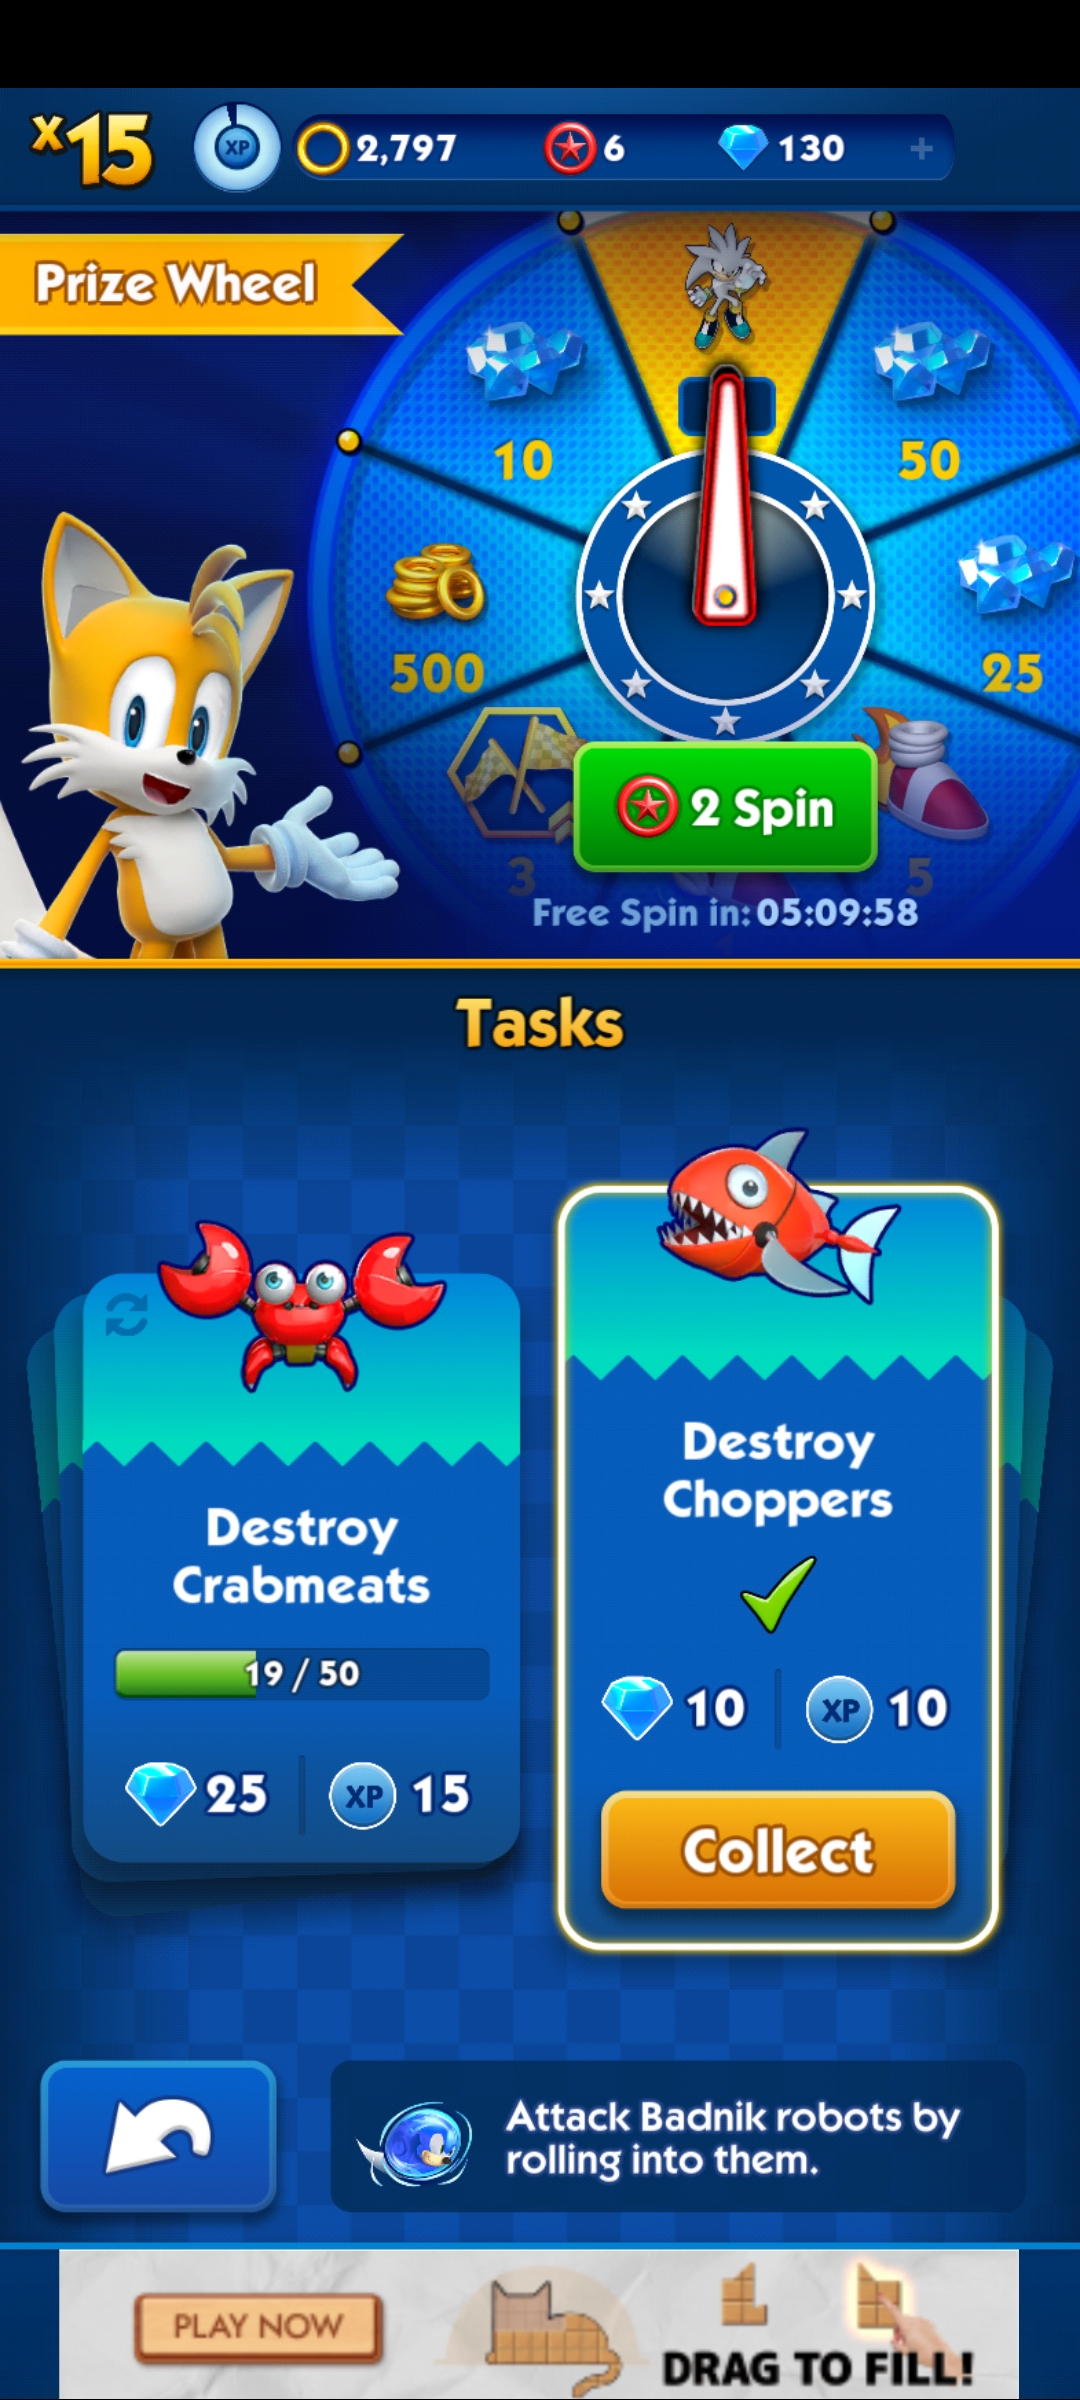 x15
XP
2,797
6
130
+
Prize Wheel
10
50
500
25
3
5
2 Spin
Free Spin in: 05:09:58
Tasks
Destroy
Crabmeats
19 / 50
25
XP
15
Destroy
Choppers
10
XP
10
Collect
Attack Badnik robots by
rolling into them.
PLAY NOW
DRAG TO FILL!